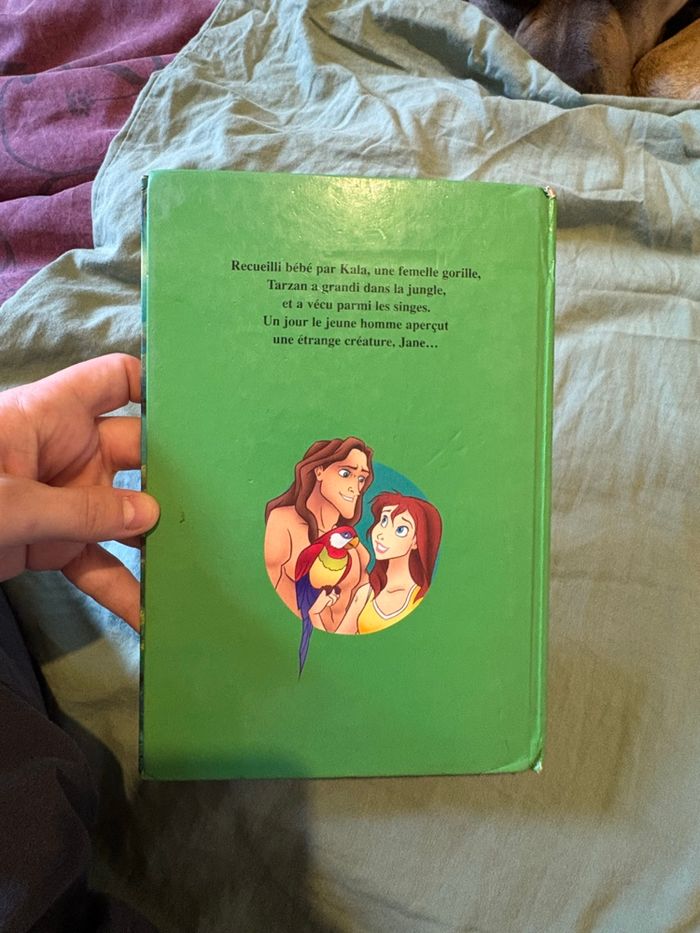 Recueilli bébé par Kala, une femelle gorille,
Tarzan a grandi dans la jungle,
et a vécu parmi les singes.
Un jour le jeune homme aperçut
une étrange créature, Jane…